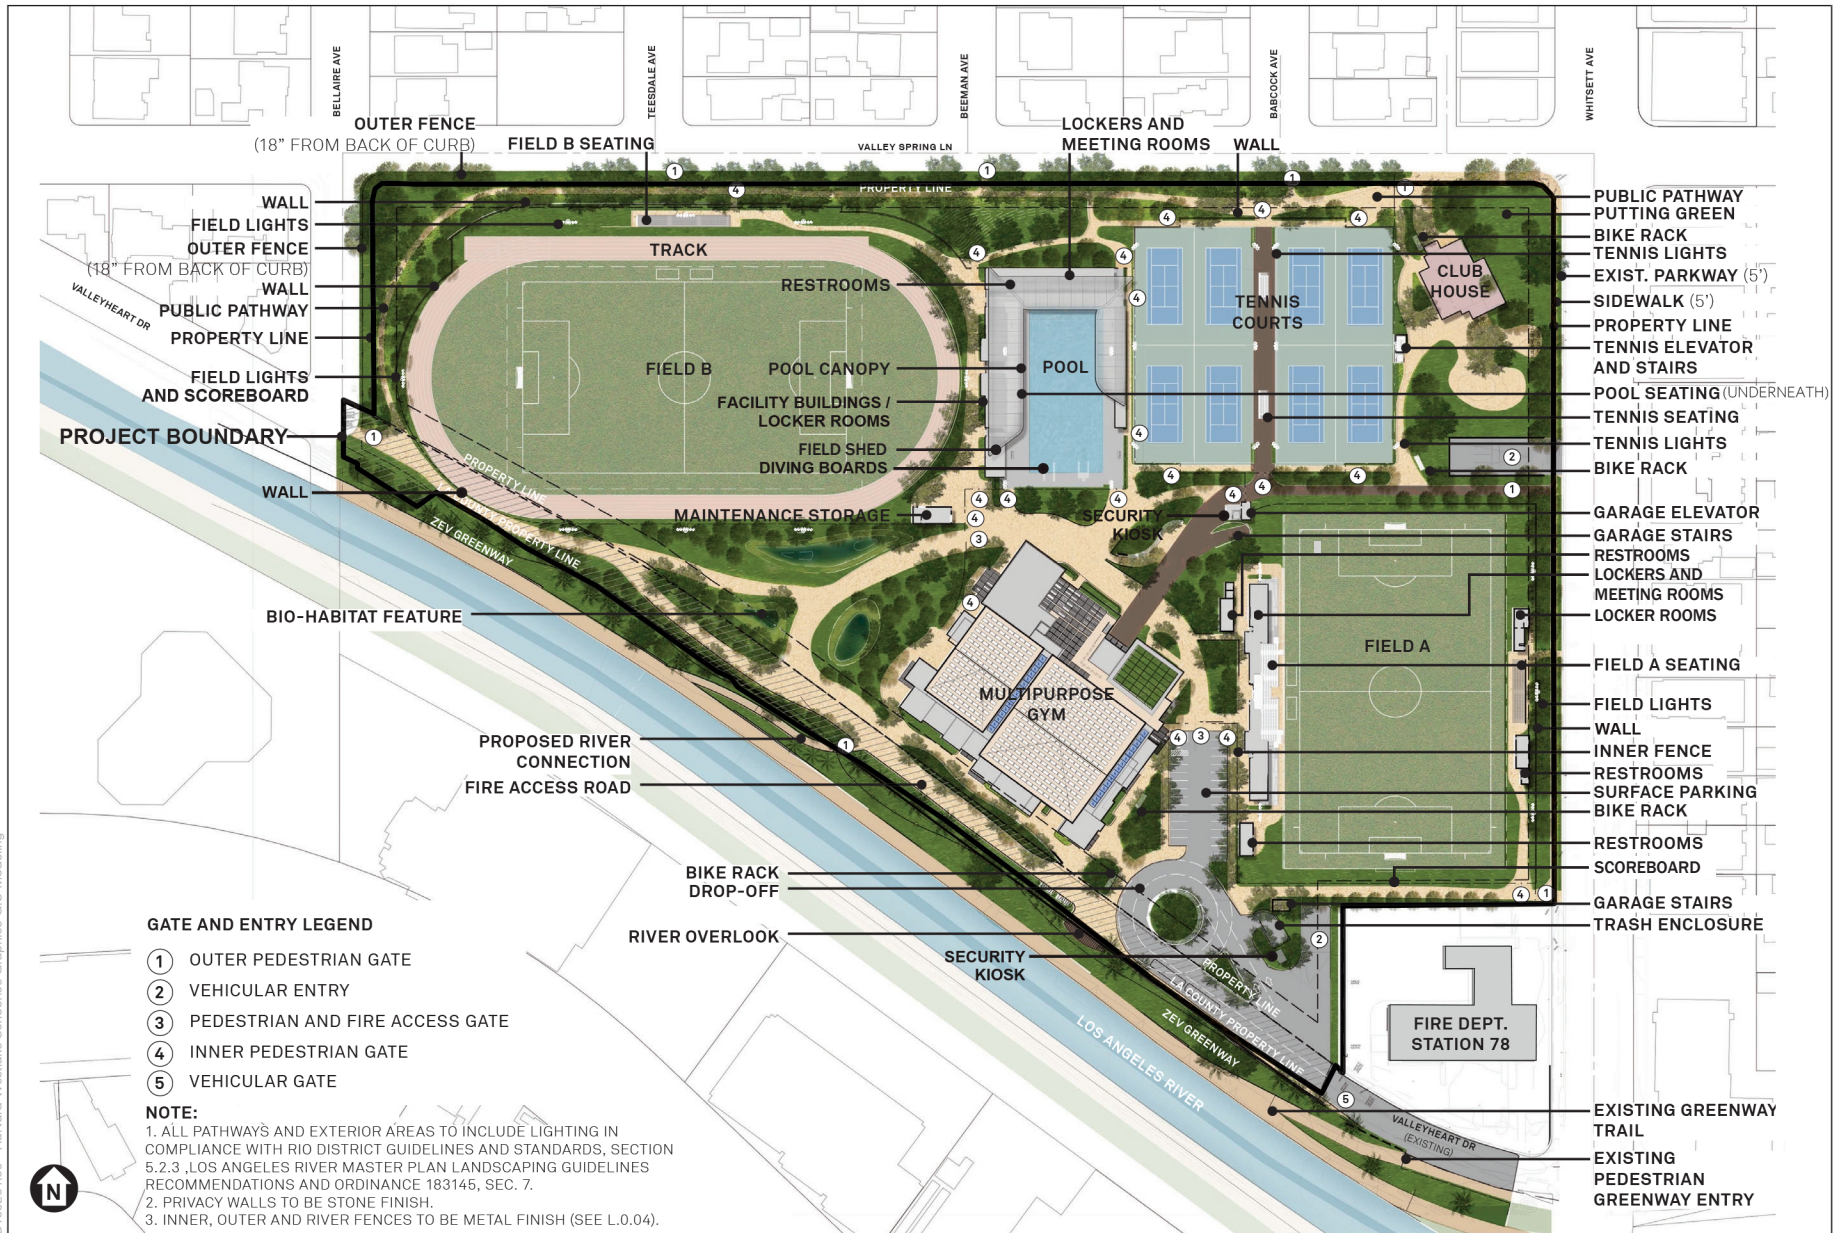 BELLAIRE AVE
TEESDALE AVE
BEEMAN AVE
BABCOCK AVE
WHITSETT AVE
VALLEY SPRING LN
OUTER FENCE
(18" FROM BACK OF CURB)
FIELD B SEATING
LOCKERS AND
MEETING ROOMS
WALL
WALL
FIELD LIGHTS
OUTER FENCE
(18" FROM BACK OF CURB)
WALL
VALLEYHEART DR
PUBLIC PATHWAY
PROPERTY LINE
FIELD LIGHTS
AND SCOREBOARD
PROJECT BOUNDARY
WALL
PROPERTY LINE
TRACK
FIELD B
RESTROOMS
POOL CANOPY
POOL
FACILITY BUILDINGS /
LOCKER ROOMS
FIELD SHED
DIVING BOARDS
MAINTENANCE STORAGE
TENNIS
COURTS
CLUB
HOUSE
SECURITY
KIOSK
PROPERTY LINE
LA COUNTY PROPERTY LINE
ZEV GREENWAY
BIO-HABITAT FEATURE
MULTIPURPOSE
GYM
FIELD A
PROPOSED RIVER
CONNECTION
FIRE ACCESS ROAD
BIKE RACK
DROP-OFF
RIVER OVERLOOK
SECURITY
KIOSK
PROPERTY LINE
LA COUNTY PROPERTY LINE
ZEV GREENWAY
LOS ANGELES RIVER
FIRE DEPT.
STATION 78
VALLEYHEART DR
(EXISTING)
PUBLIC PATHWAY
PUTTING GREEN
BIKE RACK
TENNIS LIGHTS
EXIST. PARKWAY (5')
SIDEWALK (5')
PROPERTY LINE
TENNIS ELEVATOR
AND STAIRS
POOL SEATING (UNDERNEATH)
TENNIS SEATING
TENNIS LIGHTS
BIKE RACK
GARAGE ELEVATOR
GARAGE STAIRS
RESTROOMS
LOCKERS AND
MEETING ROOMS
LOCKER ROOMS
FIELD A SEATING
FIELD LIGHTS
WALL
INNER FENCE
RESTROOMS
SURFACE PARKING
BIKE RACK
RESTROOMS
SCOREBOARD
GARAGE STAIRS
TRASH ENCLOSURE
EXISTING GREENWAY
TRAIL
EXISTING
PEDESTRIAN
GREENWAY ENTRY
GATE AND ENTRY LEGEND
1 OUTER PEDESTRIAN GATE
2 VEHICULAR ENTRY
3 PEDESTRIAN AND FIRE ACCESS GATE
4 INNER PEDESTRIAN GATE
5 VEHICULAR GATE
NOTE:
1. ALL PATHWAYS AND EXTERIOR AREAS TO INCLUDE LIGHTING IN
COMPLIANCE WITH RIO DISTRICT GUIDELINES AND STANDARDS, SECTION
5.2.3 ,LOS ANGELES RIVER MASTER PLAN LANDSCAPING GUIDELINES
RECOMMENDATIONS AND ORDINANCE 183145, SEC. 7.
2. PRIVACY WALLS TO BE STONE FINISH.
3. INNER, OUTER AND RIVER FENCES TO BE METAL FINISH (SEE L.0.04).
N